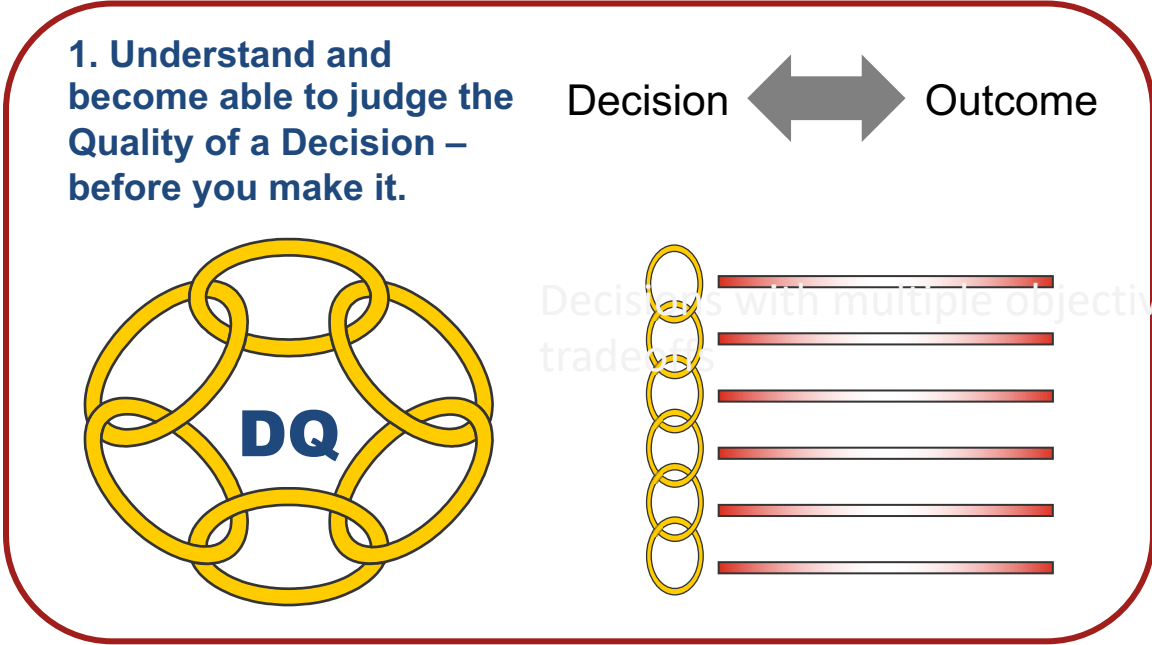 1. Understand and
become able to judge the
Quality of a Decision –
before you make it.
Decision
Outcome
DQ
Decisions with multiple objectiv
tradeoffs